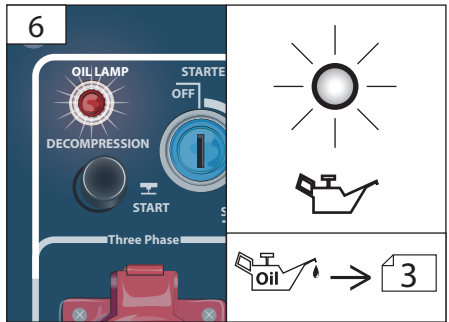 6
OIL LAMP
STARTE
OFF
DECOMPRESSION
START
S
Three Phase
Oil
3